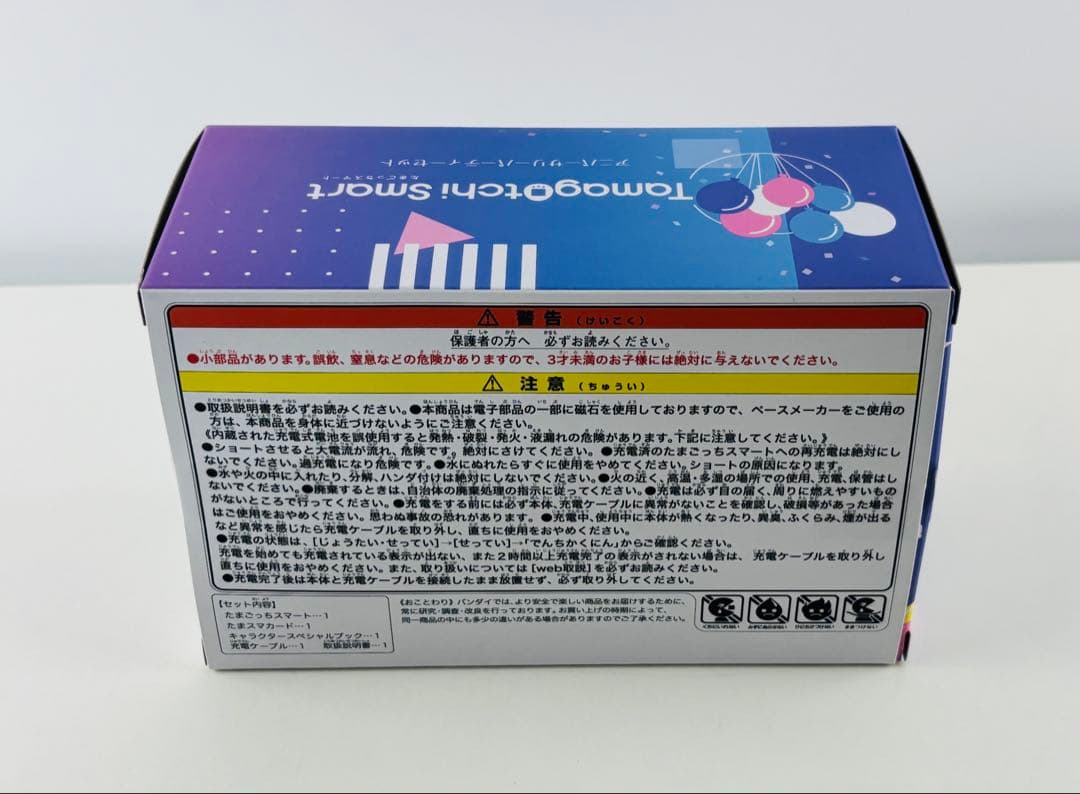 Tamagotchi Smart
たまごっちスマート
アニバーサリーパーティーセット
警告(けいこく)
保護者の方へ 必ずお読みください。
●小部品があります。誤飲、窒息などの危険がありますので、3才未満のお子様には絶対に与えないでください。
注意(ちゅうい)
●取扱説明書を必ずお読みください。●本商品は電子部品の一部に磁石を使用しておりますので、ペースメーカーをご使用の
方は、本商品を身体に近づけないようにご注意ください。
《内蔵された充電式電池を誤使用すると発熱・破裂・発火・液漏れの危険があります。下記に注意してください。》
●ショートさせると大電流が流れ、危険です。絶対にさけてください。●充電済のたまごっちスマートへの再充電は絶対にし
ないでください。過充電になり危険です。●水にぬれたらすぐに使用をやめてください。ショートの原因になります。
●水や火の中に入れたり、分解、ハンダ付けは絶対にしないでください。●火の近く、高温・多湿の場所での使用、充電、保管はし
ないでください。●廃棄するときは、自治体の廃棄処理の指示に従ってください。●充電は必ず目の届く、周りに燃えやすいもの
がないところで行ってください。●充電をする前には必ず本体、充電ケーブルに異常がないことを確認し、破損等があった場合
はご使用をおやめください。思わぬ事故の恐れがあります。●充電中、使用中に本体が熱くなったり、異臭、ふくらみ、煙が出る
など異常を感じたら充電ケーブルを取り外し、直ちに使用をおやめください。
●充電の状態は、[じょうたい・せってい]→[せってい]→「でんちかくにん」からご確認ください。
充電を始めても充電されている表示が出ない、また2時間以上充電完了の表示がされない場合は、充電ケーブルを取り外し
直ちに使用をおやめください。また、取り扱いについては[web取説]を必ずお読みください。
●充電完了後は本体と充電ケーブルを接続したまま放置せず、必ず取り外してください。
【セット内容】
たまごっちスマート…1
たまスマカード…1
キャラクタースペシャルブック…1
充電ケーブル…1 取扱説明書…1
《おことわり》バンダイでは、より安全で楽しい商品をお届けするために、
常に研究・調査・改良を行っております。お買い上げの時期によって、
同一商品の中にも多少の違いがある場合がありますのでご了承ください。